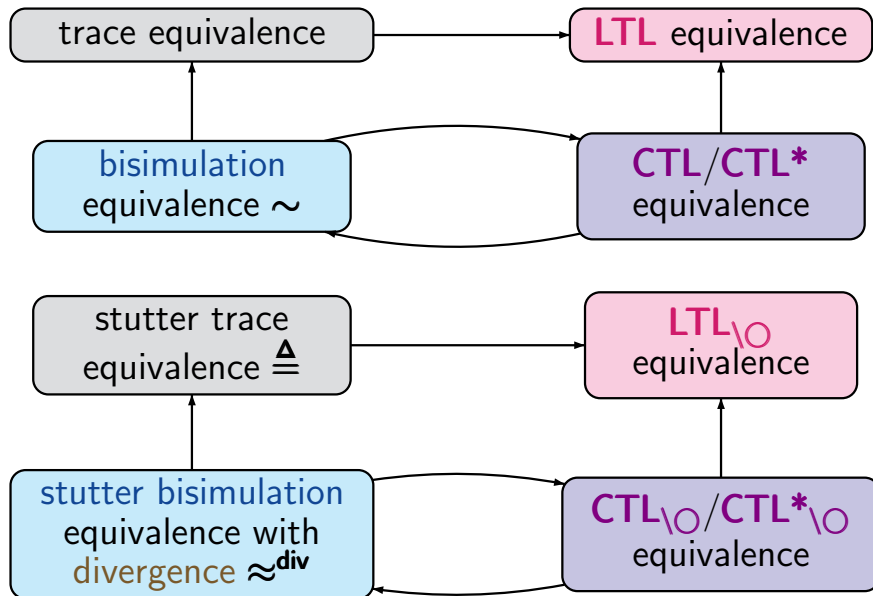 trace equivalence
LTL equivalence
bisimulation
equivalence ∼
CTL/CTL*
equivalence
stutter trace
equivalence ≜
LTL\○
equivalence
stutter bisimulation
equivalence with
divergence ≈div
CTL\○/CTL*\○
equivalence